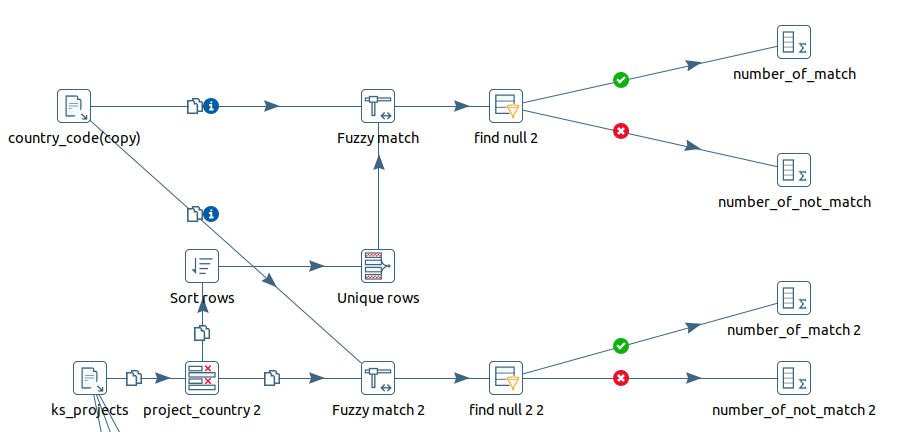 number_of_match
country_code(copy)
Fuzzy match
find null 2
number_of_not_match
Sort rows
Unique rows
number_of_match 2
ks_projects
project_country 2
Fuzzy match 2
find null 2 2
number_of_not_match 2